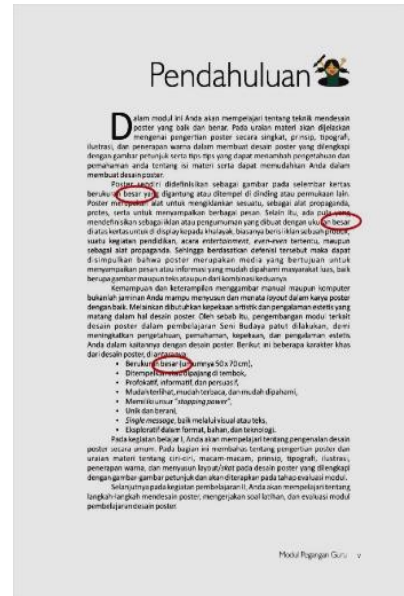 Pendahuluan
Dalam modul ini Anda akan mempelajari tentang teknik mendesain
poster yang baik dan benar. Pada uraian materi akan dijelaskan
mengenai pengertian poster secara singkat, prinsip, tipografi,
ilustrasi, dan penerapan warna dalam membuat desain poster yang dilengkapi
dengan gambar petunjuk serta tips tips yang dapat menambah pengetahuan dan
pemahaman anda tentang isi materi serta dapat memudahkan Anda dalam
membuat desain poster.
Poster sendiri didefinisikan sebagai gambar pada selembar kertas
berukuran besar yang digantung atau ditempel di dinding atau permukaan lain.
Poster merupakan alat untuk mengiklankan sesuatu, sebagai alat propaganda,
protes, serta untuk menyampaikan berbagai pesan. Selain itu, ada pula yang
mendefinisikan sebagai iklan atau pengumuman yang dibuat dengan ukuran besar
diatas kertas untuk di display kepada khalayak, biasanya berisi iklan sebuah produk,
suatu kegiatan pendidikan, acara entertainment, even-even tertentu, maupun
sebagai alat propaganda. Sehingga berdasatkan defenisi tersebut maka dapat
disimpulkan bahwa poster merupakan media yang bertujuan untuk
menyampaikan pesan atau informasi yang mudah dipahami masyarakat luas, baik
berupa gambar maupun teks ataupun dari kombinasi keduanya.
Kemampuan dan keterampilan menggambar manual maupun komputer
bukanlah jaminan Anda mampu menyusun dan menata layout dalam karya poster
dengan baik. Melainkan dibutuhkan kepekaan artistik dan pengalaman estetis yang
matang dalam hal desain poster. Oleh sebab itu, pengembangan modul terkait
desain poster dalam pembelajaran Seni Budaya patut dilakukan, demi
meningkatkan pengetahuan, pemahaman, kepekaan, dan pengalaman estetis
Anda dalam kaitannya dengan desain poster. Berikut ini beberapa karakter khas
dari desain poster, diantaranya
• Berukuran besar (umumnya 50 x 70 cm),
• Ditempelkan atau dipajang di tembok,
• Profokatif, informatif, dan persuasif,
• Mudah terlihat, mudah terbaca, dan mudah dipahami,
• Memiliki unsur "stopping power",
• Unik dan berani,
• Single message, baik melalui visual atau teks,
• Eksploratif dalam format, bahan, dan teknologi.
Pada kegiatan belajar I, Anda akan mempelajari tentang pengenalan desain
poster secara umum. Pada bagian ini membahas tentang pengertian poster dan
uraian materi tentang ciri-ciri, macam-macam, prinsip, tipografi, ilustrasi,
penerapan warna, dan menyusun layout/sket pada desain poster yang dilengkapi
dengan gambar-gambar petunjuk dan akan diterapkan pada tahap evaluasi modul.
Selanjutnya pada kegiatan pembelajaran II, Anda akan mempelajari tentang
langkah-langkah mendesain poster, mengerjakan soal latihan, dan evaluasi modul
pembelajaran desain poster.
Modul Pegangan Guru v